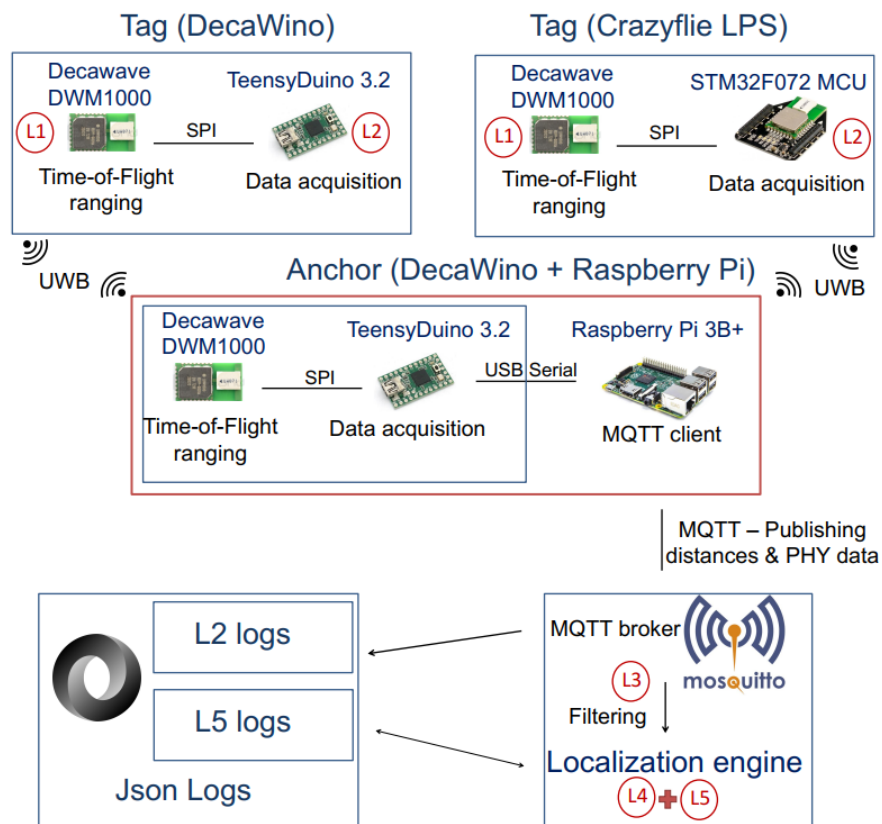 Tag (DecaWino)
Decawave
DWM1000
TeensyDuino 3.2
L1
SPI
L2
Time-of-Flight
ranging
Data acquisition
Tag (Crazyflie LPS)
Decawave
DWM1000
STM32F072 MCU
L1
SPI
L2
Time-of-Flight
ranging
Data acquisition
UWB
UWB
Anchor (DecaWino + Raspberry Pi)
Decawave
DWM1000
TeensyDuino 3.2
Raspberry Pi 3B+
SPI
USB Serial
Time-of-Flight
ranging
Data acquisition
MQTT client
MQTT – Publishing
distances & PHY data
L2 logs
L5 logs
Json Logs
MQTT broker
mosquitto
L3
Filtering
Localization engine
L4 + L5